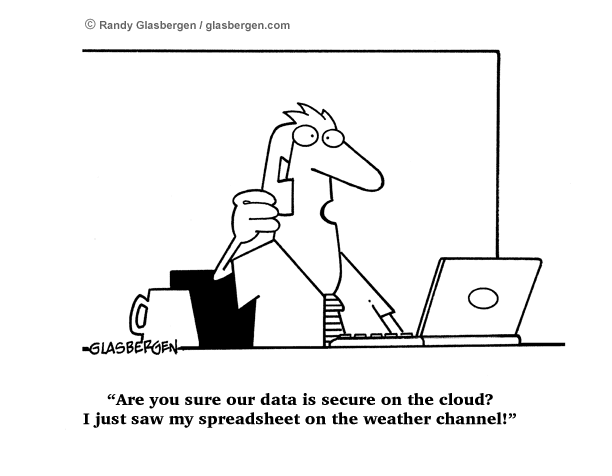 © Randy Glasbergen / glasbergen.com
GLASBERGEN
“Are you sure our data is secure on the cloud?
I just saw my spreadsheet on the weather channel!”